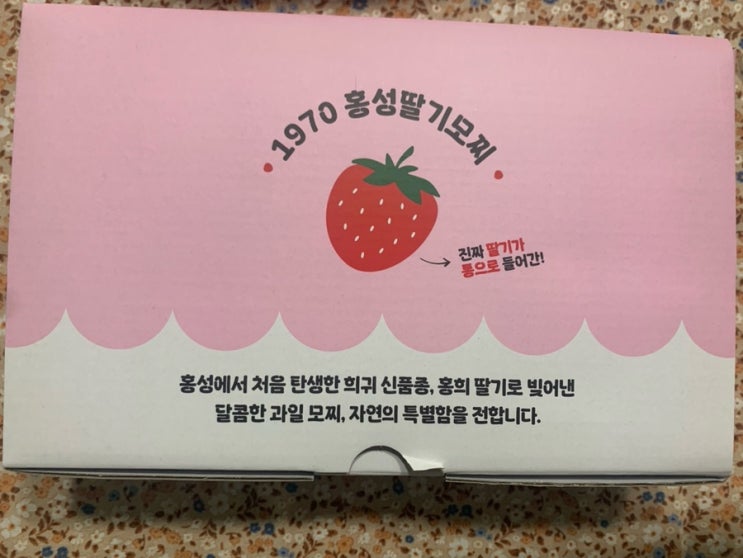 1970 홍성딸기모찌
진짜 딸기가
통으로 들어간!
홍성에서 처음 탄생한 희귀 신품종, 홍희 딸기로 빚어낸
달콤한 과일 모찌, 자연의 특별함을 전합니다.